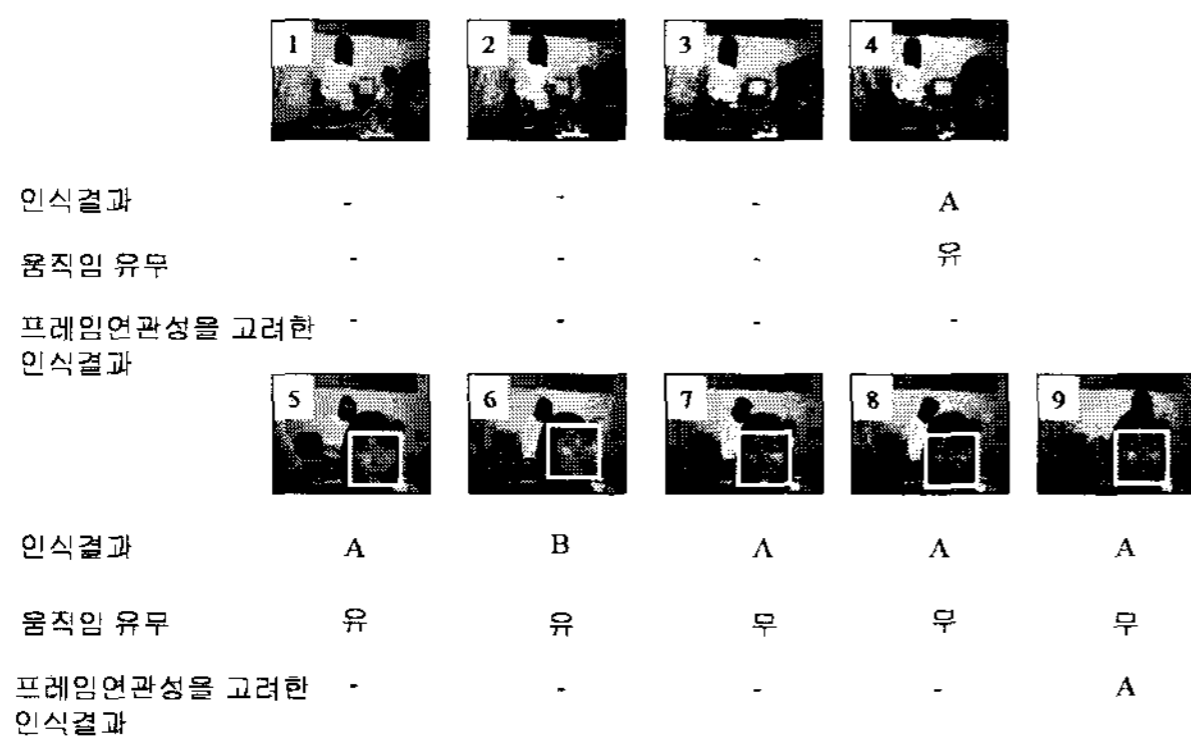 1 2 3 4
인식결과 - - - A
움직임 유무 - - - 유
프레임연관성을 고려한 - - - -
인식결과
5 6 7 8 9
인식결과 A B A A A
움직임 유무 유 유 무 무 무
프레임연관성을 고려한 - - - - A
인식결과